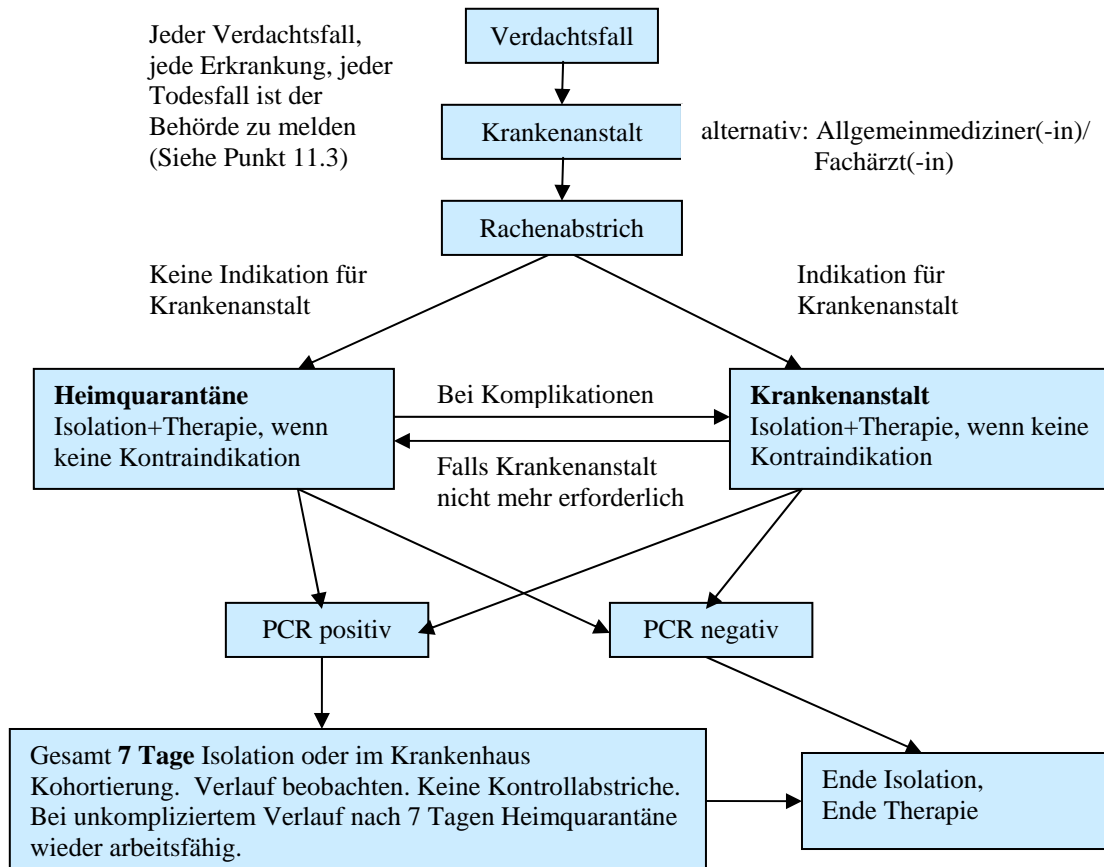 Jeder Verdachtsfall,
jede Erkrankung, jeder
Todesfall ist der
Behörde zu melden
(Siehe Punkt 11.3)
Verdachtsfall
Krankenanstalt
alternativ: Allgemeinmediziner(-in)/
Fachärzt(-in)
Rachenabstrich
Keine Indikation für
Krankenanstalt
Indikation für
Krankenanstalt
Heimquarantäne
Isolation+Therapie, wenn
keine Kontraindikation
Bei Komplikationen
Falls Krankenanstalt
nicht mehr erforderlich
Krankenanstalt
Isolation+Therapie, wenn keine
Kontraindikation
PCR positiv
PCR negativ
Gesamt 7 Tage Isolation oder im Krankenhaus
Kohortierung. Verlauf beobachten. Keine Kontrollabstriche.
Bei unkompliziertem Verlauf nach 7 Tagen Heimquarantäne
wieder arbeitsfähig.
Ende Isolation,
Ende Therapie